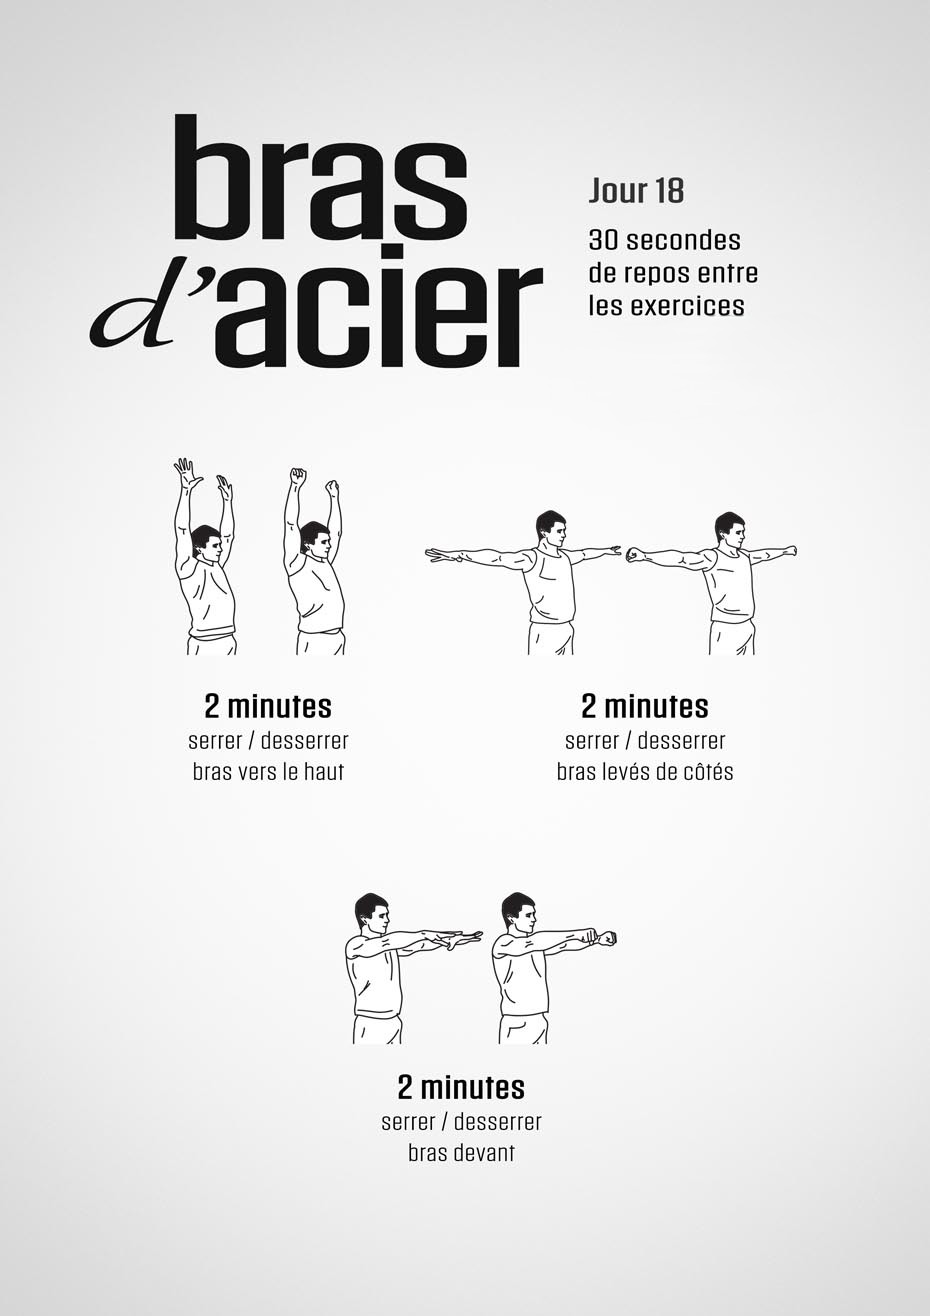 bras
d'acier
Jour 18
30 secondes
de repos entre
les exercices
2 minutes
serrer / desserrer
bras vers le haut
2 minutes
serrer / desserrer
bras levés de côtés
2 minutes
serrer / desserrer
bras devant